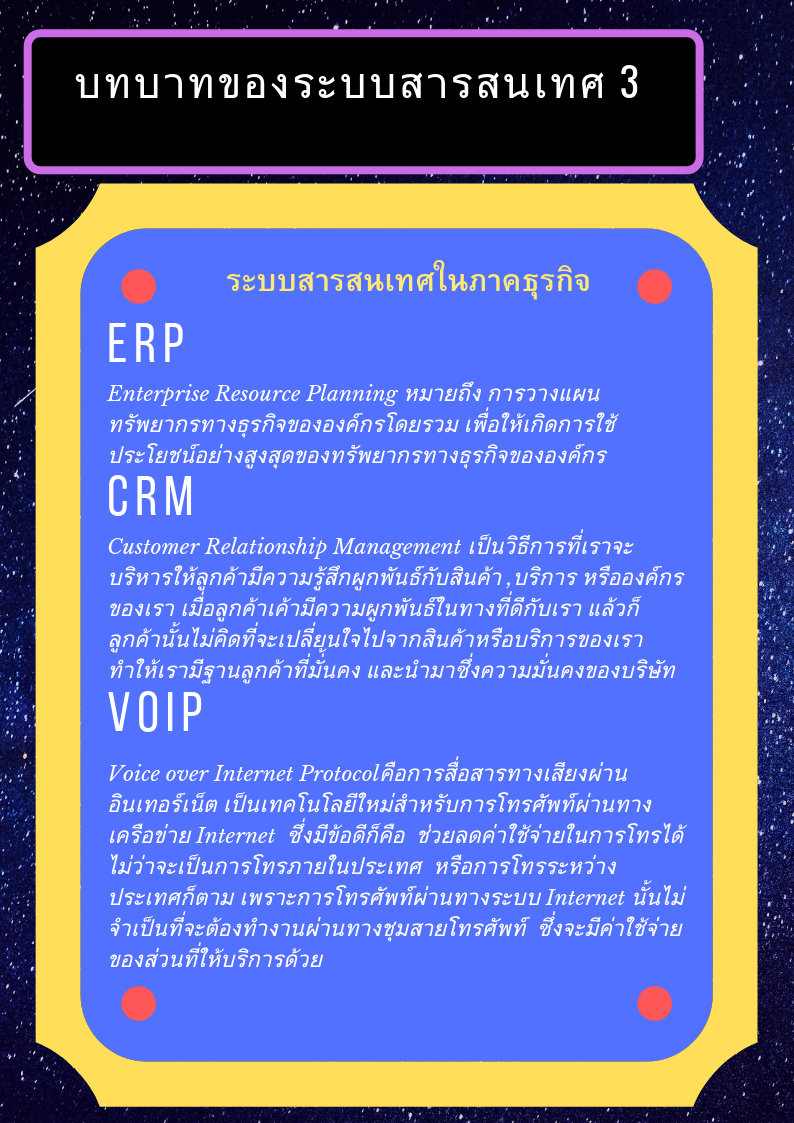 บทบาทของระบบสารสนเทศ 3
ระบบสารสนเทศในภาคธุรกิจ
ERP
Enterprise Resource Planning หมายถึง การวางแผน
ทรัพยากรทางธุรกิจขององค์กรโดยรวม เพื่อให้เกิดการใช้
ประโยชน์อย่างสูงสุดของทรัพยากรทางธุรกิจขององค์กร
CRM
Customer Relationship Management เป็นวิธีการที่เราจะ
บริหารให้ลูกค้ามีความรู้สึกผูกพันธ์กับสินค้า ,บริการ หรือองค์กร
ของเรา เมื่อลูกค้าเค้ามีความผูกพันธ์ในทางที่ดีกับเรา แล้วก็
ลูกค้านั้นไม่คิดที่จะเปลี่ยนใจไปจากสินค้าหรือบริการของเรา
ทำให้เรามีฐานลูกค้าที่มั่นคง และนำมาซึ่งความมั่นคงของบริษัท
VOIP
Voice over Internet Protocolคือการสื่อสารทางเสียงผ่าน
อินเทอร์เน็ต เป็นเทคโนโลยีใหม่สำหรับการโทรศัพท์ผ่านทาง
เครือข่าย Internet ซึ่งมีข้อดีก็คือ ช่วยลดค่าใช้จ่ายในการโทรได้
ไม่ว่าจะเป็นการโทรภายในประเทศ หรือการโทรระหว่าง
ประเทศก็ตาม เพราะการโทรศัพท์ผ่านทางระบบ Internet นั้นไม่
จำเป็นที่จะต้องทำงานผ่านทางชุมสายโทรศัพท์ ซึ่งจะมีค่าใช้จ่าย
ของส่วนที่ให้บริการด้วย